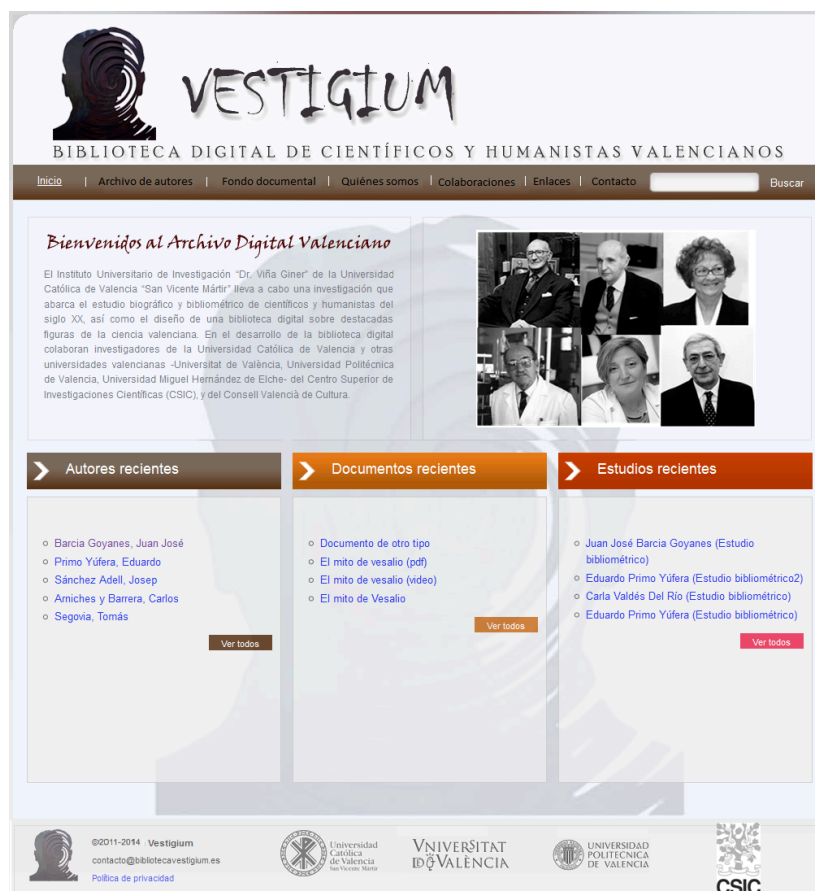 VESTIGIUM
BIBLIOTECA DIGITAL DE CIENTÍFICOS Y HUMANISTAS VALENCIANOS
Inicio | Archivo de autores | Fondo documental | Quiénes somos | Colaboraciones | Enlaces | Contacto Buscar
Bienvenidos al Archivo Digital Valenciano
El Instituto Universitario de Investigación "Dr. Viña Giner" de la Universidad
Católica de Valencia "San Vicente Mártir" lleva a cabo una investigación que
abarca el estudio biográfico y bibliométrico de científicos y humanistas del
siglo XX, así como el diseño de una biblioteca digital sobre destacadas
figuras de la ciencia valenciana. En el desarrollo de la biblioteca digital
colaboran investigadores de la Universidad Católica de Valencia y otras
universidades valencianas -Universitat de València, Universidad Politécnica
de Valencia, Universidad Miguel Hernández de Elche- del Centro Superior de
Investigaciones Científicas (CSIC), y del Consell Valencià de Cultura.
Autores recientes
Barcia Goyanes, Juan José
Primo Yúfera, Eduardo
Sánchez Adell, Josep
Arniches y Barrera, Carlos
Segovia, Tomás
Ver todos
Documentos recientes
Documento de otro tipo
El mito de vesalio (pdf)
El mito de vesalio (video)
El mito de Vesalio
Ver todos
Estudios recientes
Juan José Barcia Goyanes (Estudio
bibliométrico)
Eduardo Primo Yúfera (Estudio bibliométrico2)
Carla Valdés Del Río (Estudio bibliométrico)
Eduardo Primo Yúfera (Estudio bibliométrico)
Ver todos
©2011-2014 Vestigium
contacto@bibliotecavestigium.es
Política de privacidad
Universidad
Católica
de Valencia
San Vicente Mártir
VNIVERSITAT
DE VALÈNCIA
UNIVERSIDAD
POLITECNICA
DE VALENCIA
CSIC